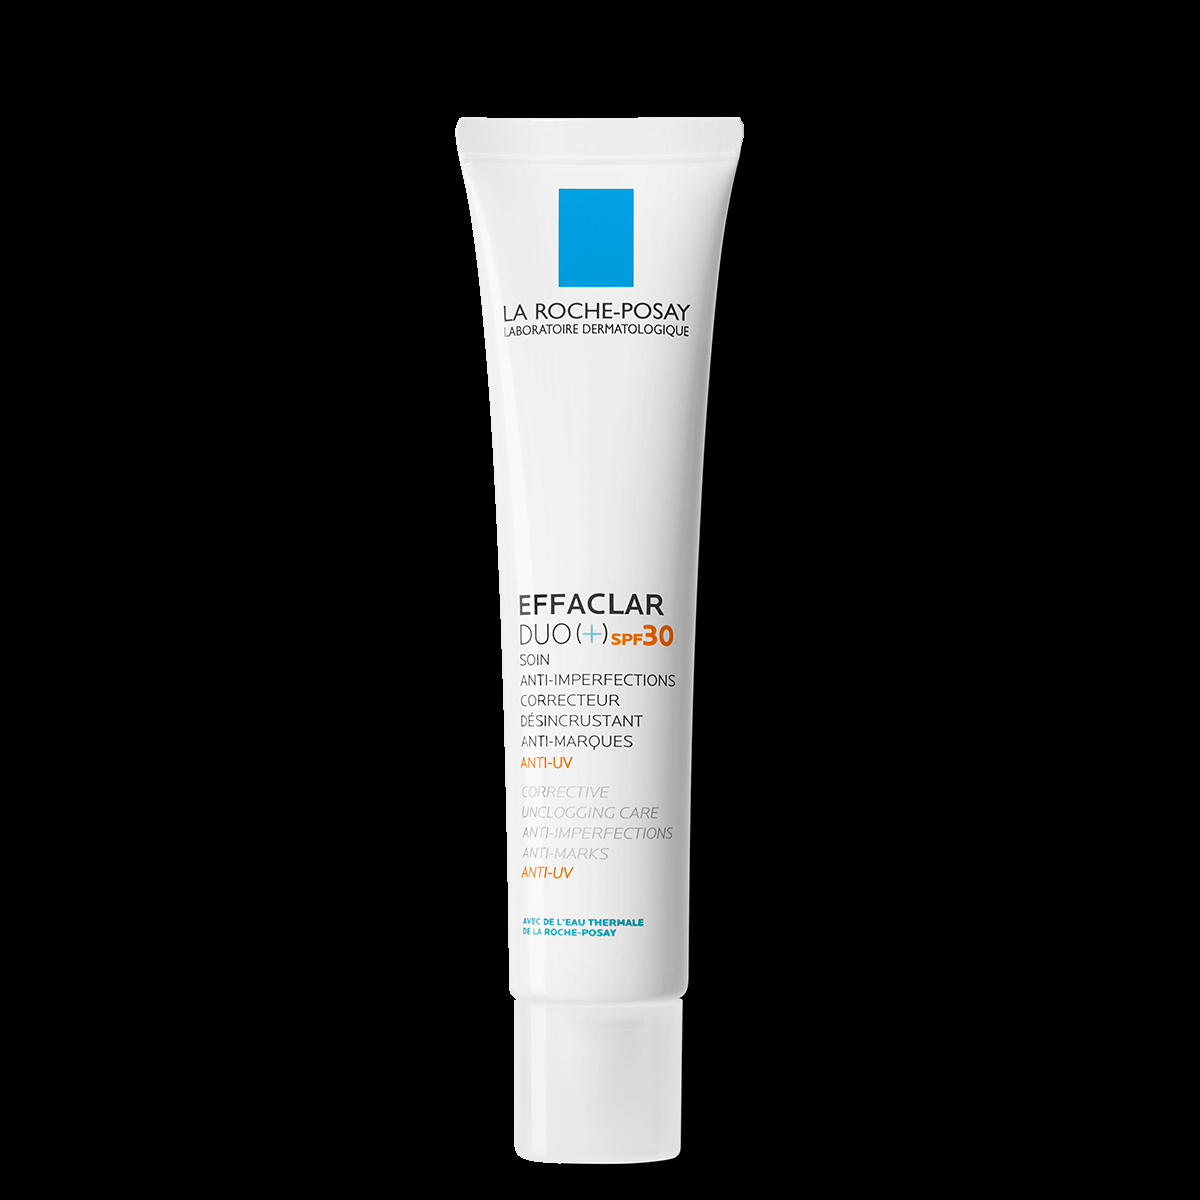 LA ROCHE-POSAY
LABORATOIRE DERMATOLOGIQUE
EFFACLAR
DUO(+) SPF30
SOIN
ANTI-IMPERFECTIONS
CORRECTEUR
DÉSINCRUSTANT
ANTI-MARQUES
ANTI-UV
CORRECTIVE
UNCLOGGING CARE
ANTI-IMPERFECTIONS
ANTI-MARKS
ANTI-UV
AVEC DE L'EAU THERMALE
DE LA ROCHE-POSAY